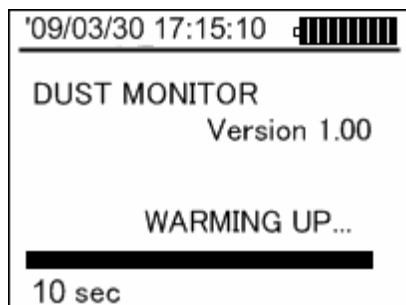 '09/03/30 17:15:10
DUST MONITOR
Version 1.00
WARMING UP...
10 sec